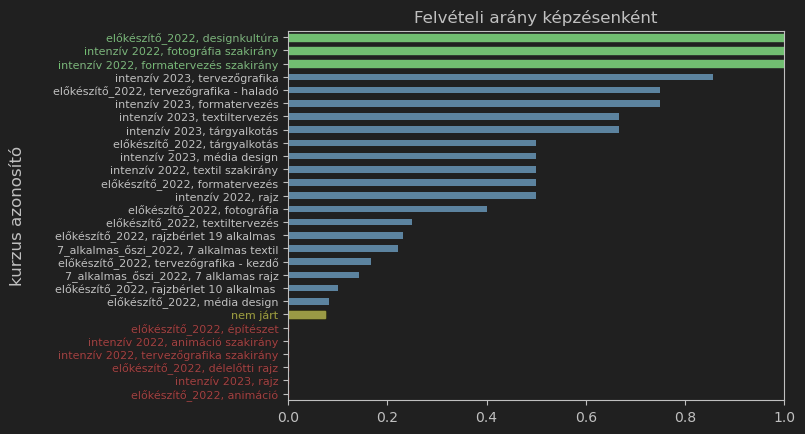 Felvételi arány képzésenként
kurzus azonosító
előkészítő_2022, designkultúra
intenzív 2022, fotográfia szakirány
intenzív 2022, formatervezés szakirány
intenzív 2023, tervezőgrafika
előkészítő_2022, tervezőgrafika - haladó
intenzív 2023, formatervezés
intenzív 2023, textiltervezés
intenzív 2023, tárgyalkotás
előkészítő_2022, tárgyalkotás
intenzív 2023, média design
intenzív 2022, textil szakirány
előkészítő_2022, formatervezés
intenzív 2022, rajz
előkészítő_2022, fotográfia
előkészítő_2022, textiltervezés
előkészítő_2022, rajzbérlet 19 alkalmas
7_alkalmas_őszi_2022, 7 alkalmas textil
előkészítő_2022, tervezőgrafika - kezdő
7_alkalmas_őszi_2022, 7 alklamas rajz
előkészítő_2022, rajzbérlet 10 alkalmas
előkészítő_2022, média design
nem járt
előkészítő_2022, építészet
intenzív 2022, animáció szakirány
intenzív 2022, tervezőgrafika szakirány
előkészítő_2022, délelőtti rajz
intenzív 2023, rajz
előkészítő_2022, animáció
0.0 0.2 0.4 0.6 0.8 1.0